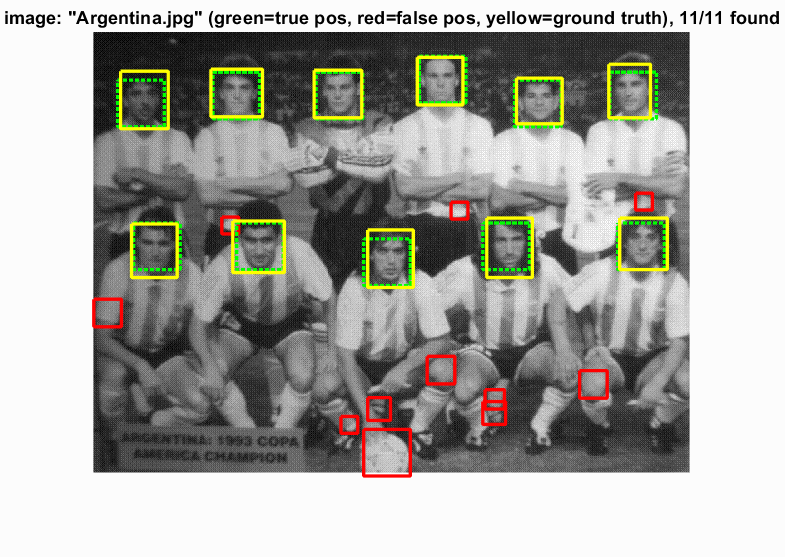 image: "Argentina.jpg" (green=true pos, red=false pos, yellow=ground truth), 11/11 found
ARGENTINA: 1993 COPA
AMERICA CHAMPION